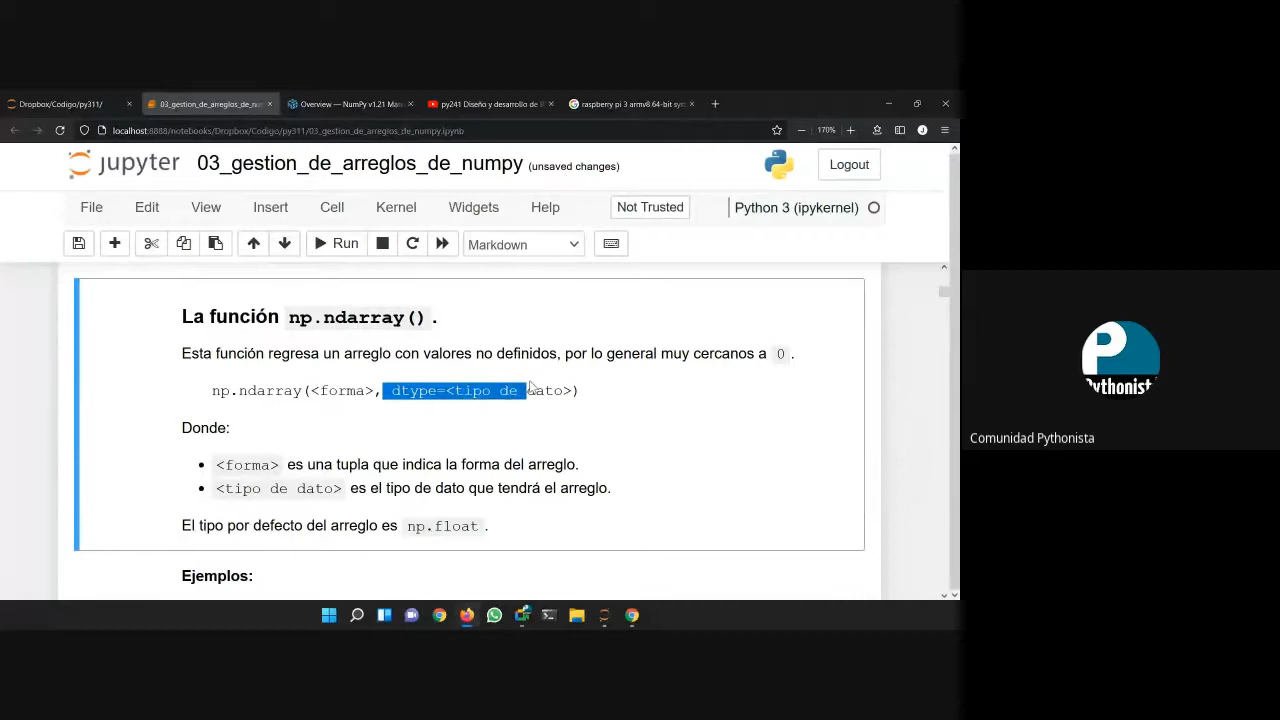 Dropbox/Codigo/py311/
03_gestion_de_arreglos_de_nu
Overview — NumPy v1.21 Ma
py241 Diseño y desarrollo de
raspberry pi 3 armv8 64-bit sy
localhost:8888/notebooks/Dropbox/Codigo/py311/03_gestion_de_arreglos_de_numpy.ipynb
170%
jupyter
03_gestion_de_arreglos_de_numpy (unsaved changes)
Logout
File Edit View Insert Cell Kernel Widgets Help
Not Trusted
Python 3 (ipykernel)
Run
Markdown
La función np.ndarray().
Esta función regresa un arreglo con valores no definidos, por lo general muy cercanos a 0 .
np.ndarray(<forma>, dtype=<tipo de dato>)
Donde:
• <forma> es una tupla que indica la forma del arreglo.
• <tipo de dato> es el tipo de dato que tendrá el arreglo.
El tipo por defecto del arreglo es np.float .
Ejemplos:
P
ythonist
Comunidad Pythonista